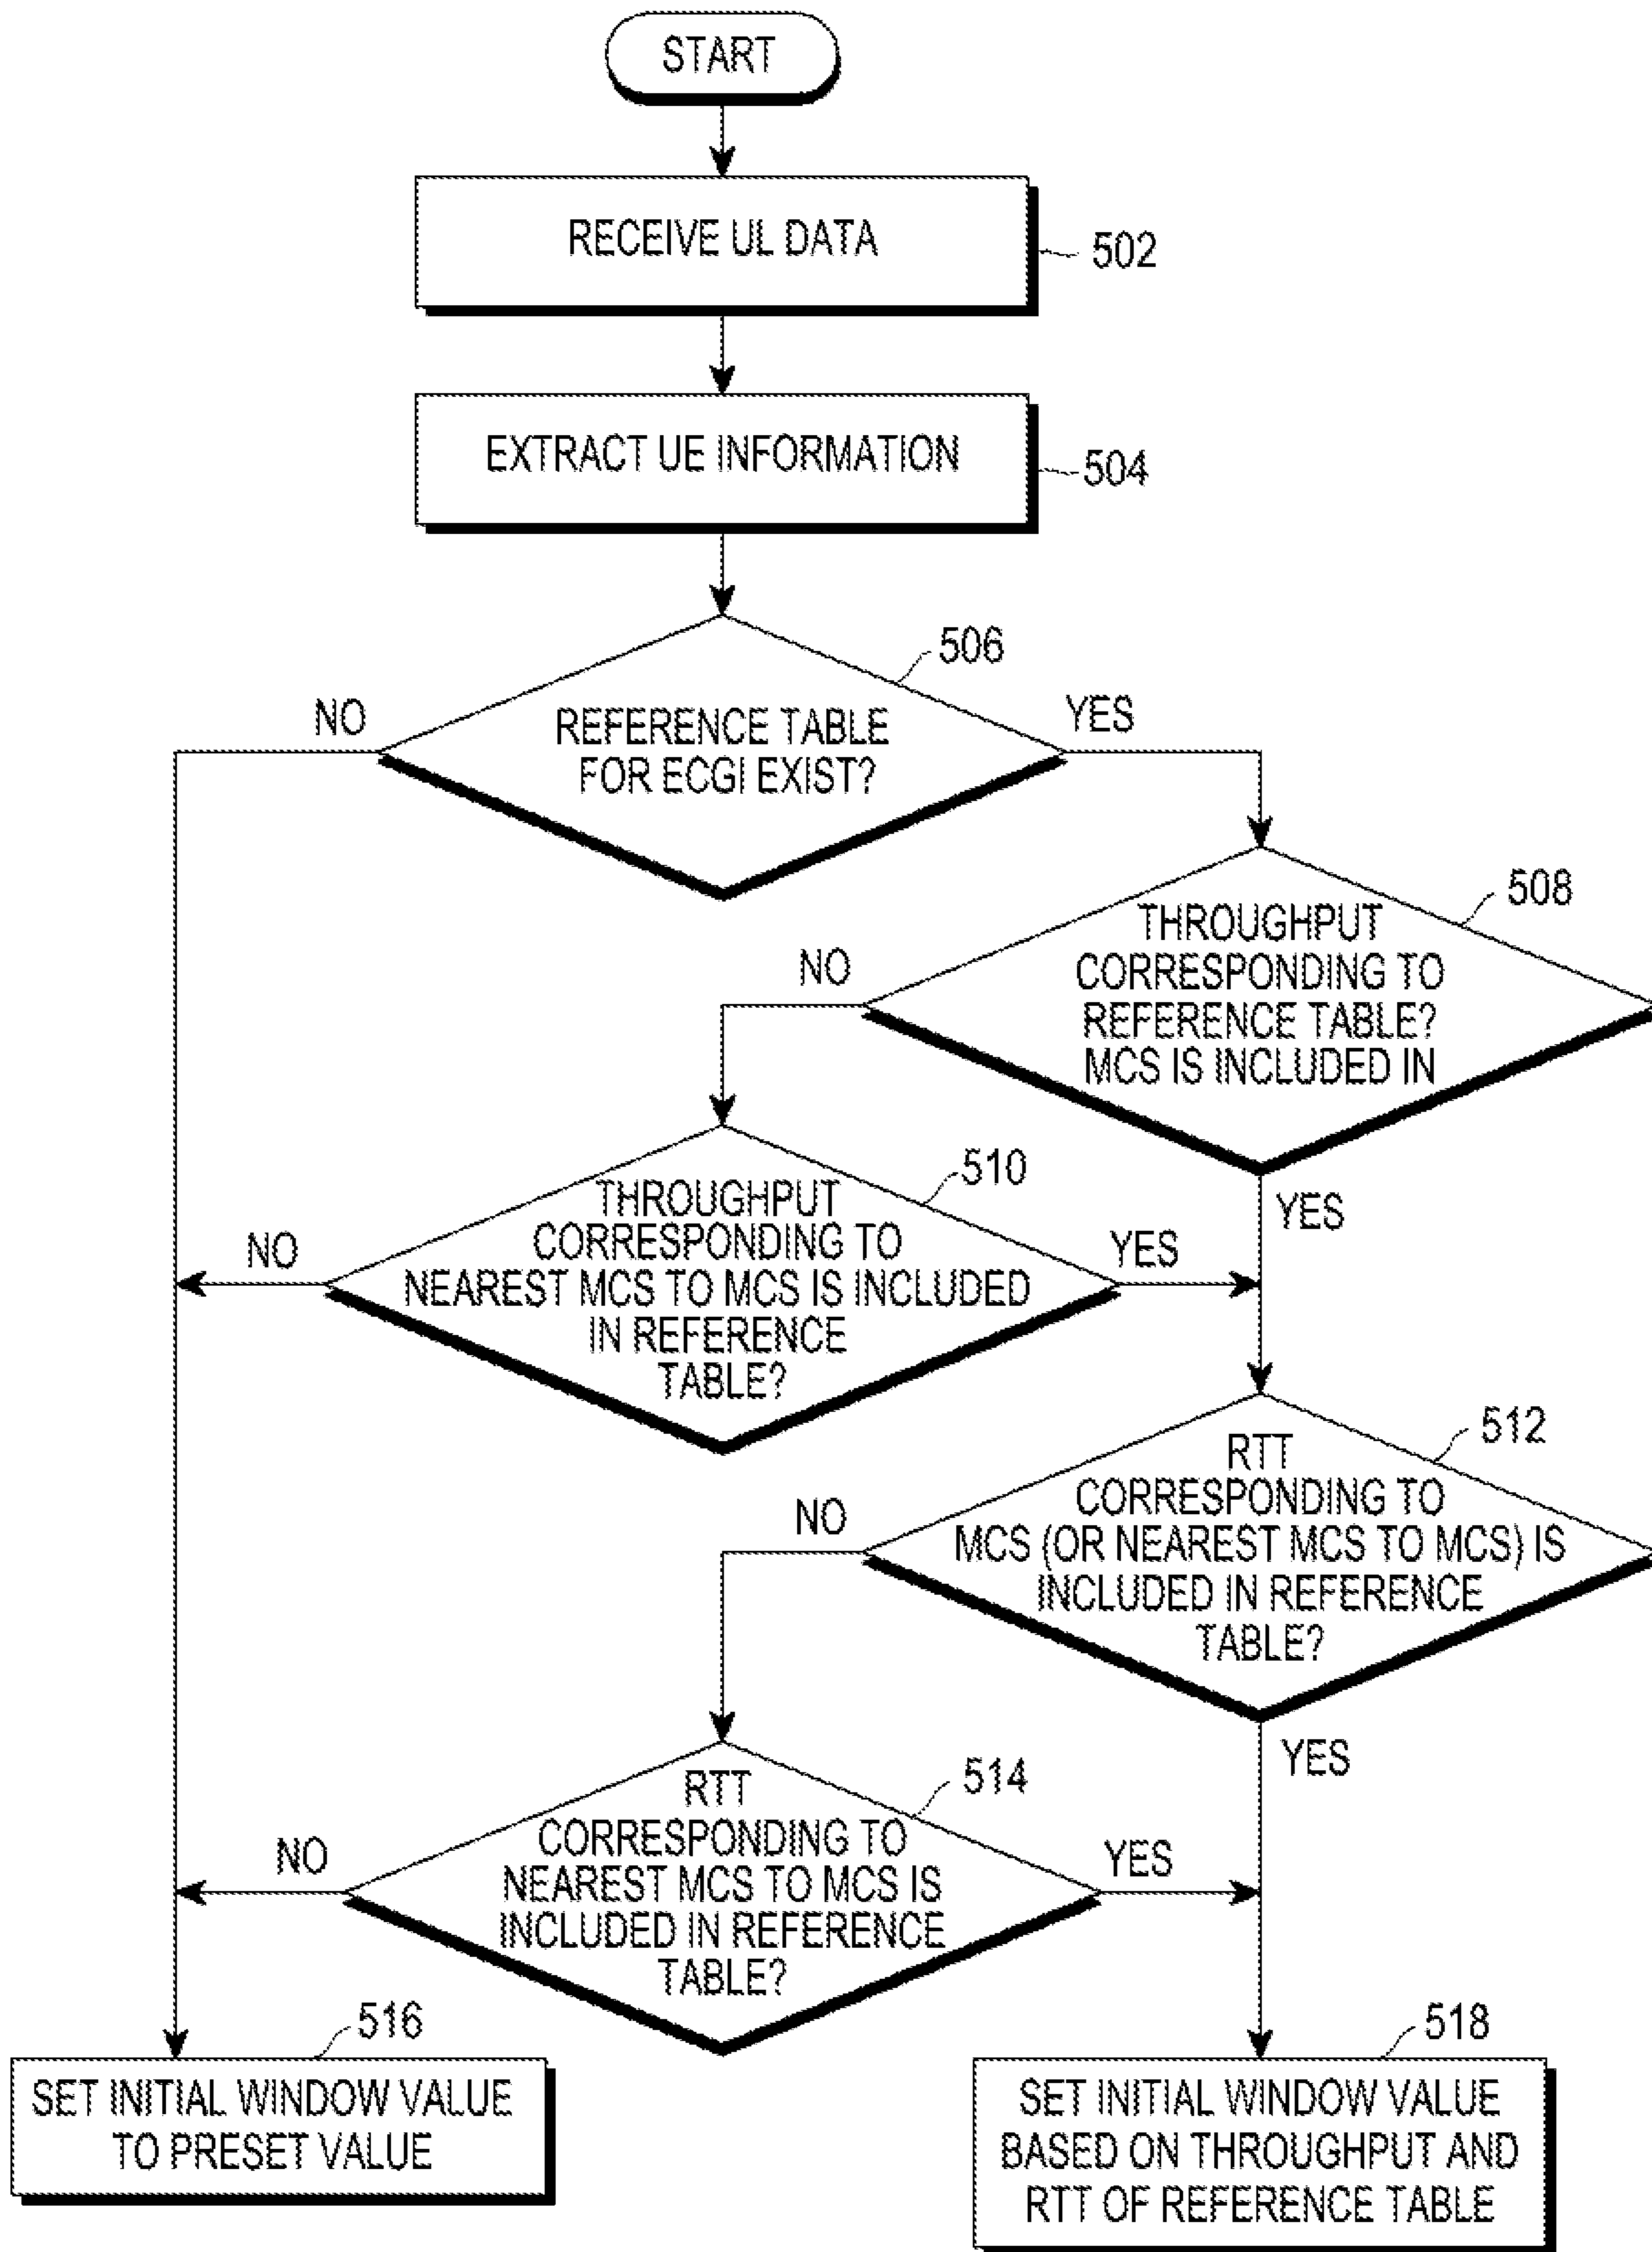 START
RECEIVE UL DATA
502
EXTRACT UE INFORMATION
504
506
NO
YES
REFERENCE TABLE
FOR ECGI EXIST?
508
NO
THROUGHPUT
CORRESPONDING TO
REFERENCE TABLE?
MCS IS INCLUDED IN
YES
510
THROUGHPUT
CORRESPONDING TO
NEAREST MCS TO MCS IS INCLUDED
IN REFERENCE
TABLE?
NO
YES
512
RTT
CORRESPONDING TO
MCS (OR NEAREST MCS TO MCS) IS
INCLUDED IN REFERENCE
TABLE?
NO
YES
514
RTT
CORRESPONDING TO
NEAREST MCS TO MCS IS
INCLUDED IN REFERENCE
TABLE?
NO
YES
516
SET INITIAL WINDOW VALUE
TO PRESET VALUE
518
SET INITIAL WINDOW VALUE
BASED ON THROUGHPUT AND
RTT OF REFERENCE TABLE